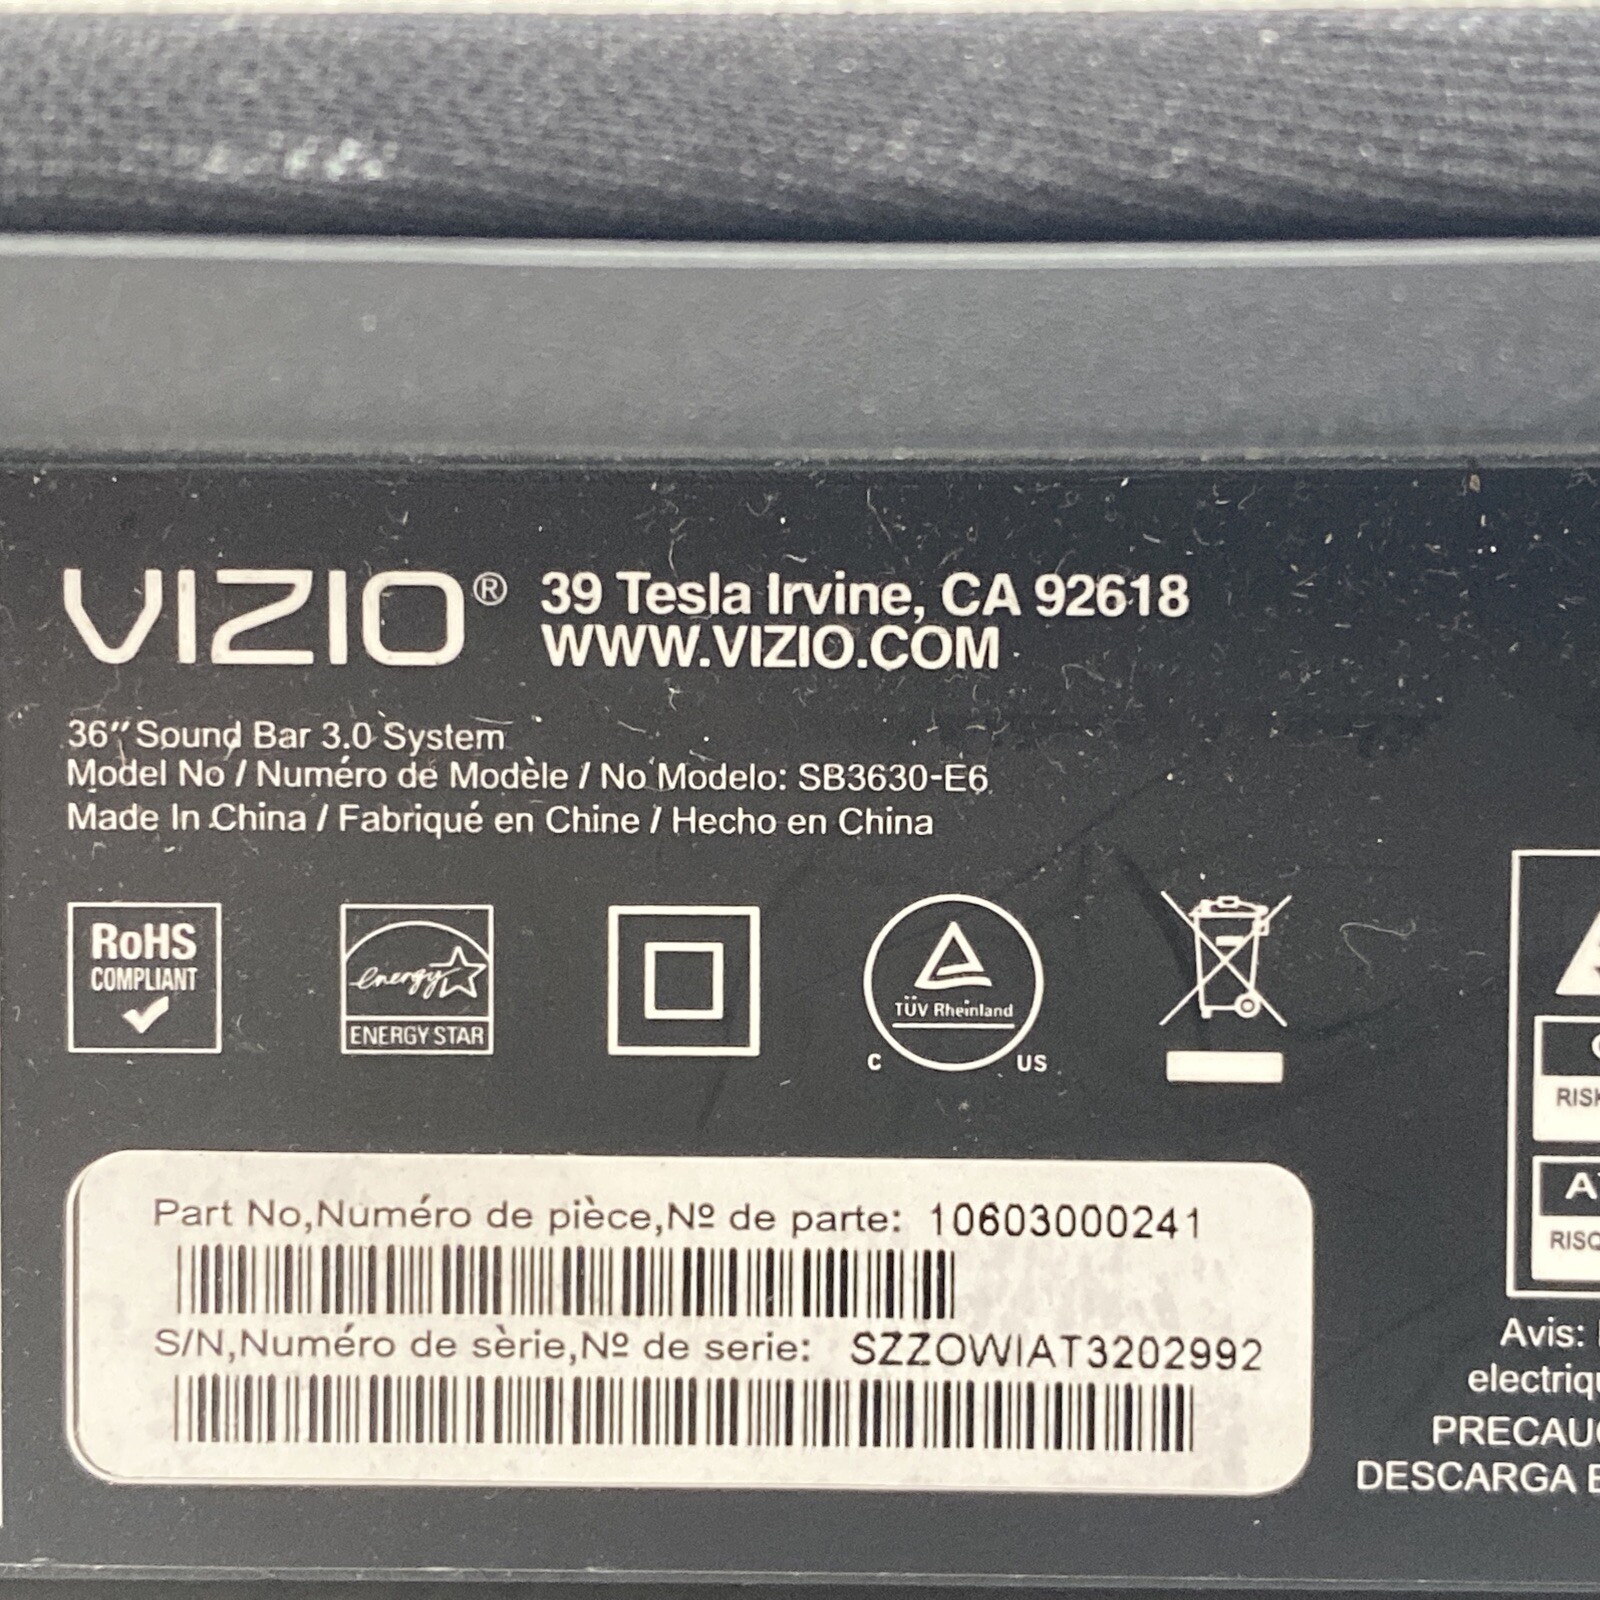 VIZIO® 39 Tesla Irvine, CA 92618
WWW.VIZIO.COM
36" Sound Bar 3.0 System
Model No / Numéro de Modèle / No Modelo: SB3630-E6
Made In China / Fabriqué en Chine / Hecho en China
RoHS
COMPLIANT
energy
ENERGY STAR
TÜV Rheinland
C US
Part No,Numéro de pièce,Nº de parte: 10603000241
S/N,Numéro de sèrie,Nº de serie: SZZOWIAT3202992
Avis:
DESCARGA